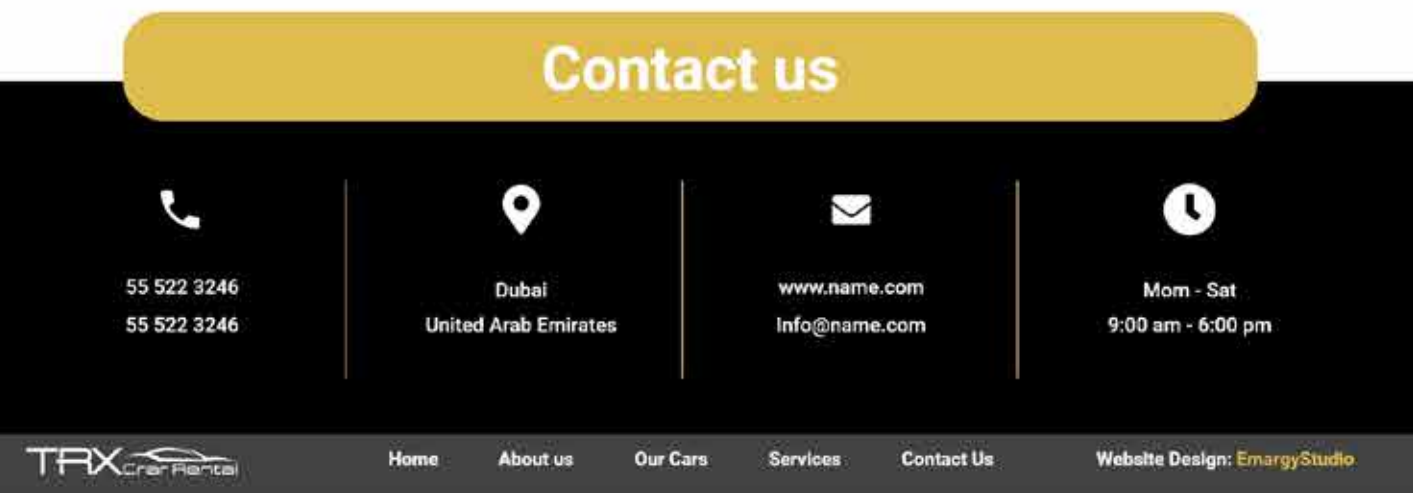 Contact us
55 522 3246
55 522 3246
Dubai
United Arab Emirates
www.name.com
Info@name.com
Mom - Sat
9:00 am - 6:00 pm
TRX Crar Rental
Home About us Our Cars Services Contact Us Website Design: EmargyStudio